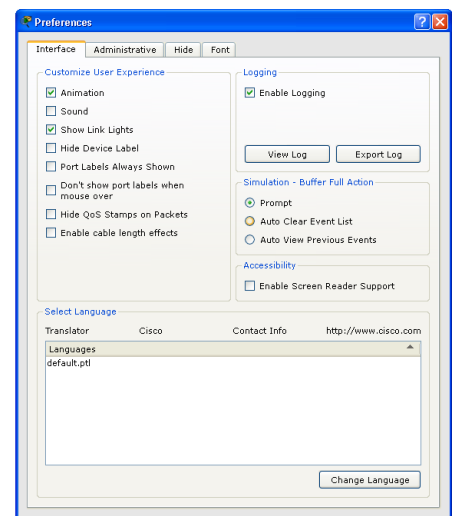 Preferences
Interface Administrative Hide Font
Customize User Experience
Animation
Sound
Show Link Lights
Hide Device Label
Port Labels Always Shown
Don't show port labels when
mouse over
Hide QoS Stamps on Packets
Enable cable length effects
Logging
Enable Logging
View Log Export Log
Simulation - Buffer Full Action
Prompt
Auto Clear Event List
Auto View Previous Events
Accessibility
Enable Screen Reader Support
Select Language
Translator Cisco Contact Info http://www.cisco.com
Languages
default.ptl
Change Language